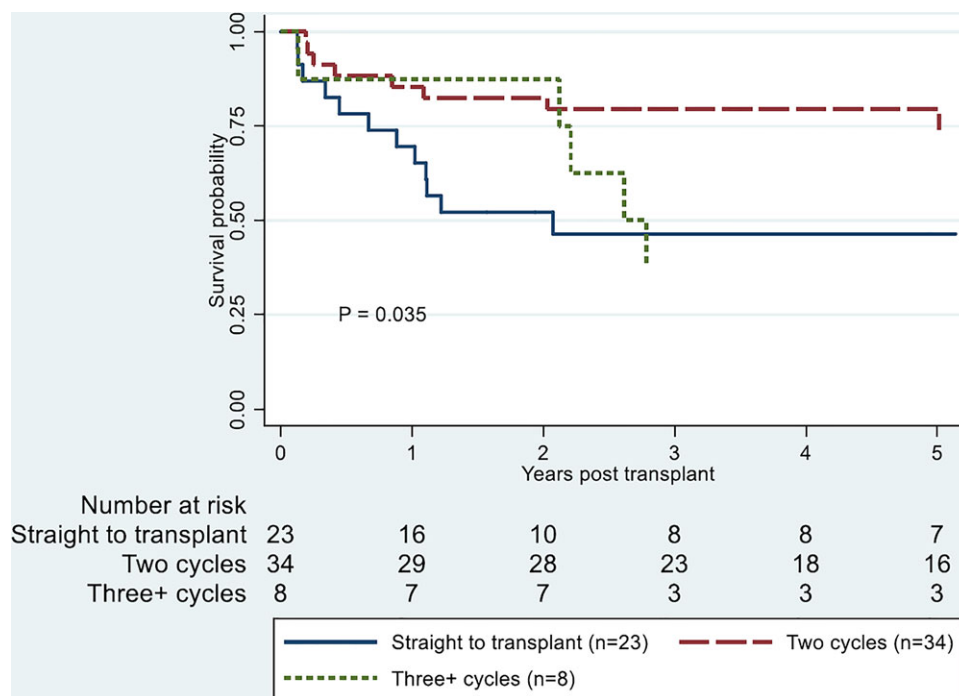 1.00
0.75
0.50
0.25
0.00
Survival probability
P = 0.035
0 1 2 3 4 5
Years post transplant
Number at risk
Straight to transplant 23 16 10 8 8 7
Two cycles 34 29 28 23 18 16
Three+ cycles 8 7 7 3 3 3
Straight to transplant (n=23) Two cycles (n=34)
Three+ cycles (n=8)